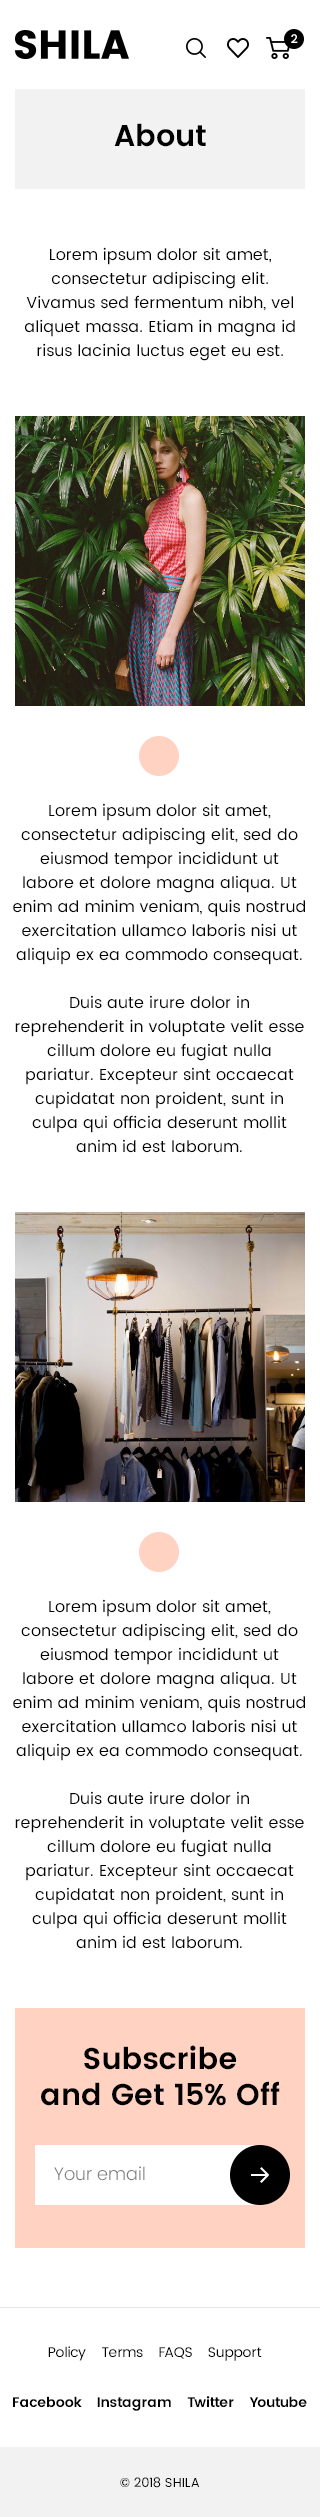 SHILA
2
About
Lorem ipsum dolor sit amet,
consectetur adipiscing elit.
Vivamus sed fermentum nibh, vel
aliquet massa. Etiam in magna id
risus lacinia luctus eget eu est.
Lorem ipsum dolor sit amet,
consectetur adipiscing elit, sed do
eiusmod tempor incididunt ut
labore et dolore magna aliqua. Ut
enim ad minim veniam, quis nostrud
exercitation ullamco laboris nisi ut
aliquip ex ea commodo consequat.
Duis aute irure dolor in
reprehenderit in voluptate velit esse
cillum dolore eu fugiat nulla
pariatur. Excepteur sint occaecat
cupidatat non proident, sunt in
culpa qui officia deserunt mollit
anim id est laborum.
Lorem ipsum dolor sit amet,
consectetur adipiscing elit, sed do
eiusmod tempor incididunt ut
labore et dolore magna aliqua. Ut
enim ad minim veniam, quis nostrud
exercitation ullamco laboris nisi ut
aliquip ex ea commodo consequat.
Duis aute irure dolor in
reprehenderit in voluptate velit esse
cillum dolore eu fugiat nulla
pariatur. Excepteur sint occaecat
cupidatat non proident, sunt in
culpa qui officia deserunt mollit
anim id est laborum.
Subscribe
and Get 15% Off
Your email
Policy Terms FAQS Support
Facebook Instagram Twitter Youtube
© 2018 SHILA